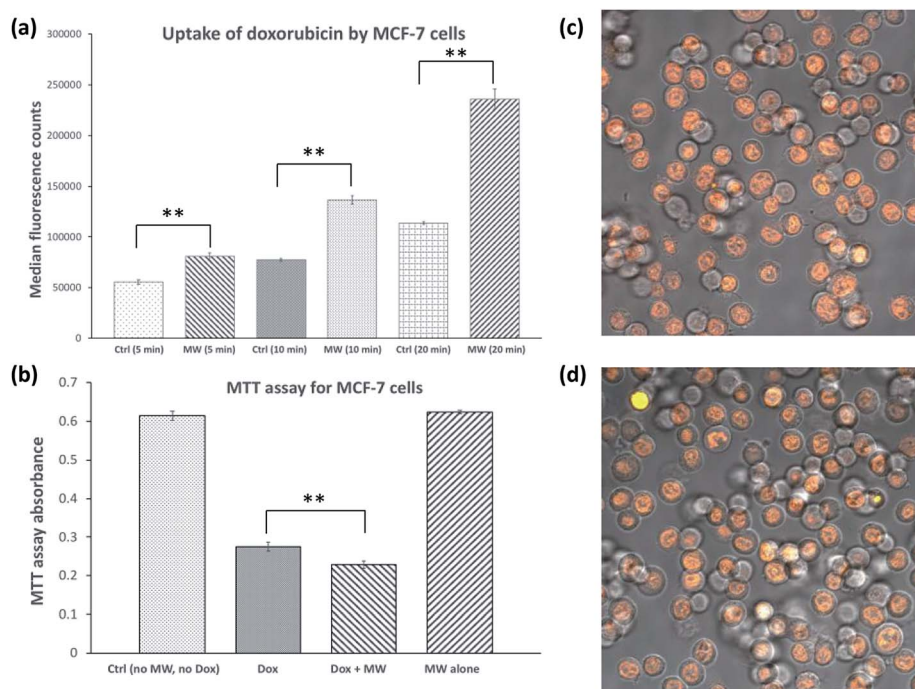 (a)
Uptake of doxorubicin by MCF-7 cells
Median fluorescence counts
300000
250000
200000
150000
100000
50000
0
**
**
**
Ctrl (5 min) MW (5 min) Ctrl (10 min) MW (10 min) Ctrl (20 min) MW (20 min)
(b)
MTT assay for MCF-7 cells
MTT assay absorbance
0.7
0.6
0.5
0.4
0.3
0.2
0.1
0
**
Ctrl (no MW, no Dox) Dox Dox + MW MW alone
(c)
(d)